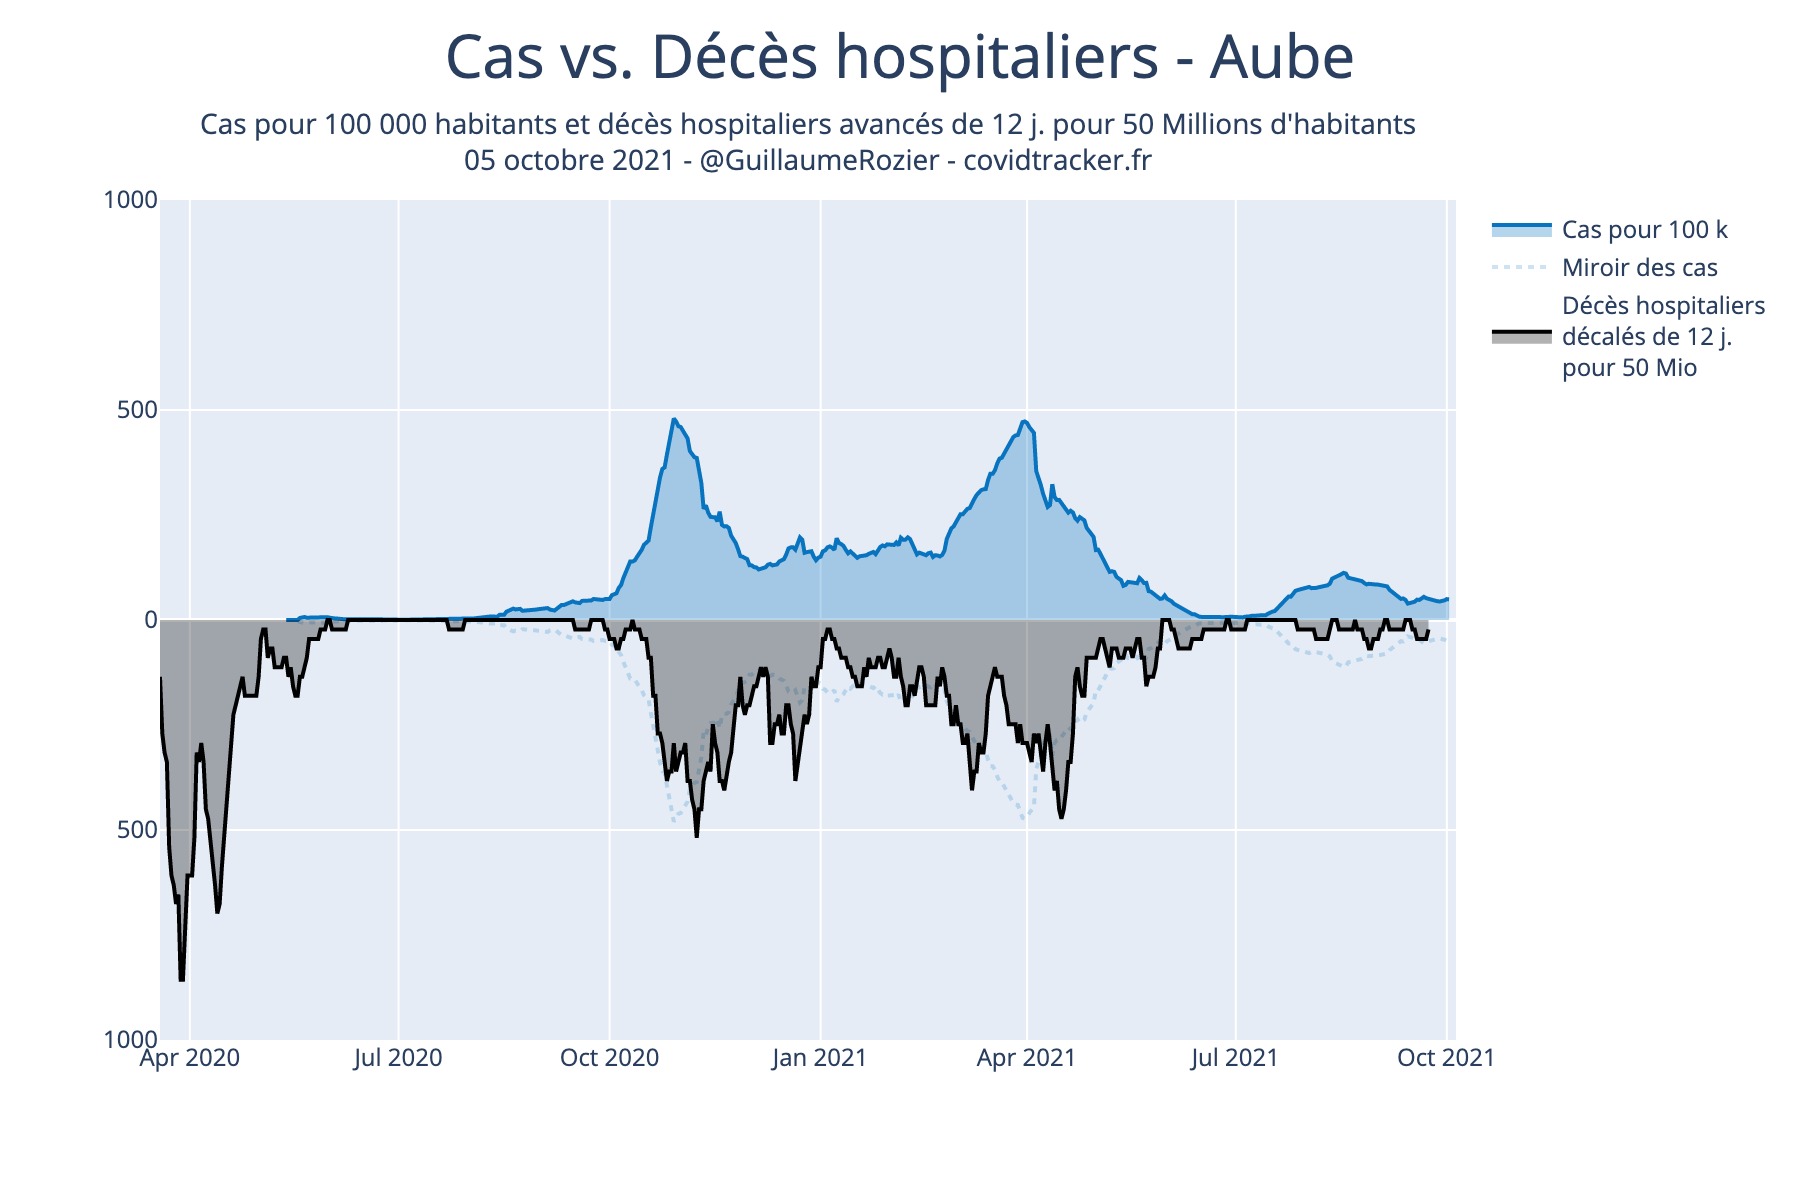 Cas vs. Décès hospitaliers - Aube
Cas pour 100 000 habitants et décès hospitaliers avancés de 12 j. pour 50 Millions d'habitants
05 octobre 2021 - @GuillaumeRozier - covidtracker.fr
1000
500
0
500
1000
Apr 2020
Jul 2020
Oct 2020
Jan 2021
Apr 2021
Jul 2021
Oct 2021
Cas pour 100 k
Miroir des cas
Décès hospitaliers
décalés de 12 j.
pour 50 Mio